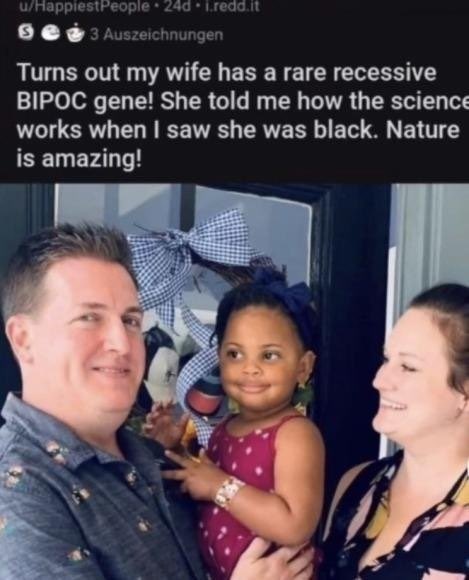 u/HappiestPeople • 24d • i.redd.it
3 Auszeichnungen
Turns out my wife has a rare recessive
BIPOC gene! She told me how the science
works when I saw she was black. Nature
is amazing!